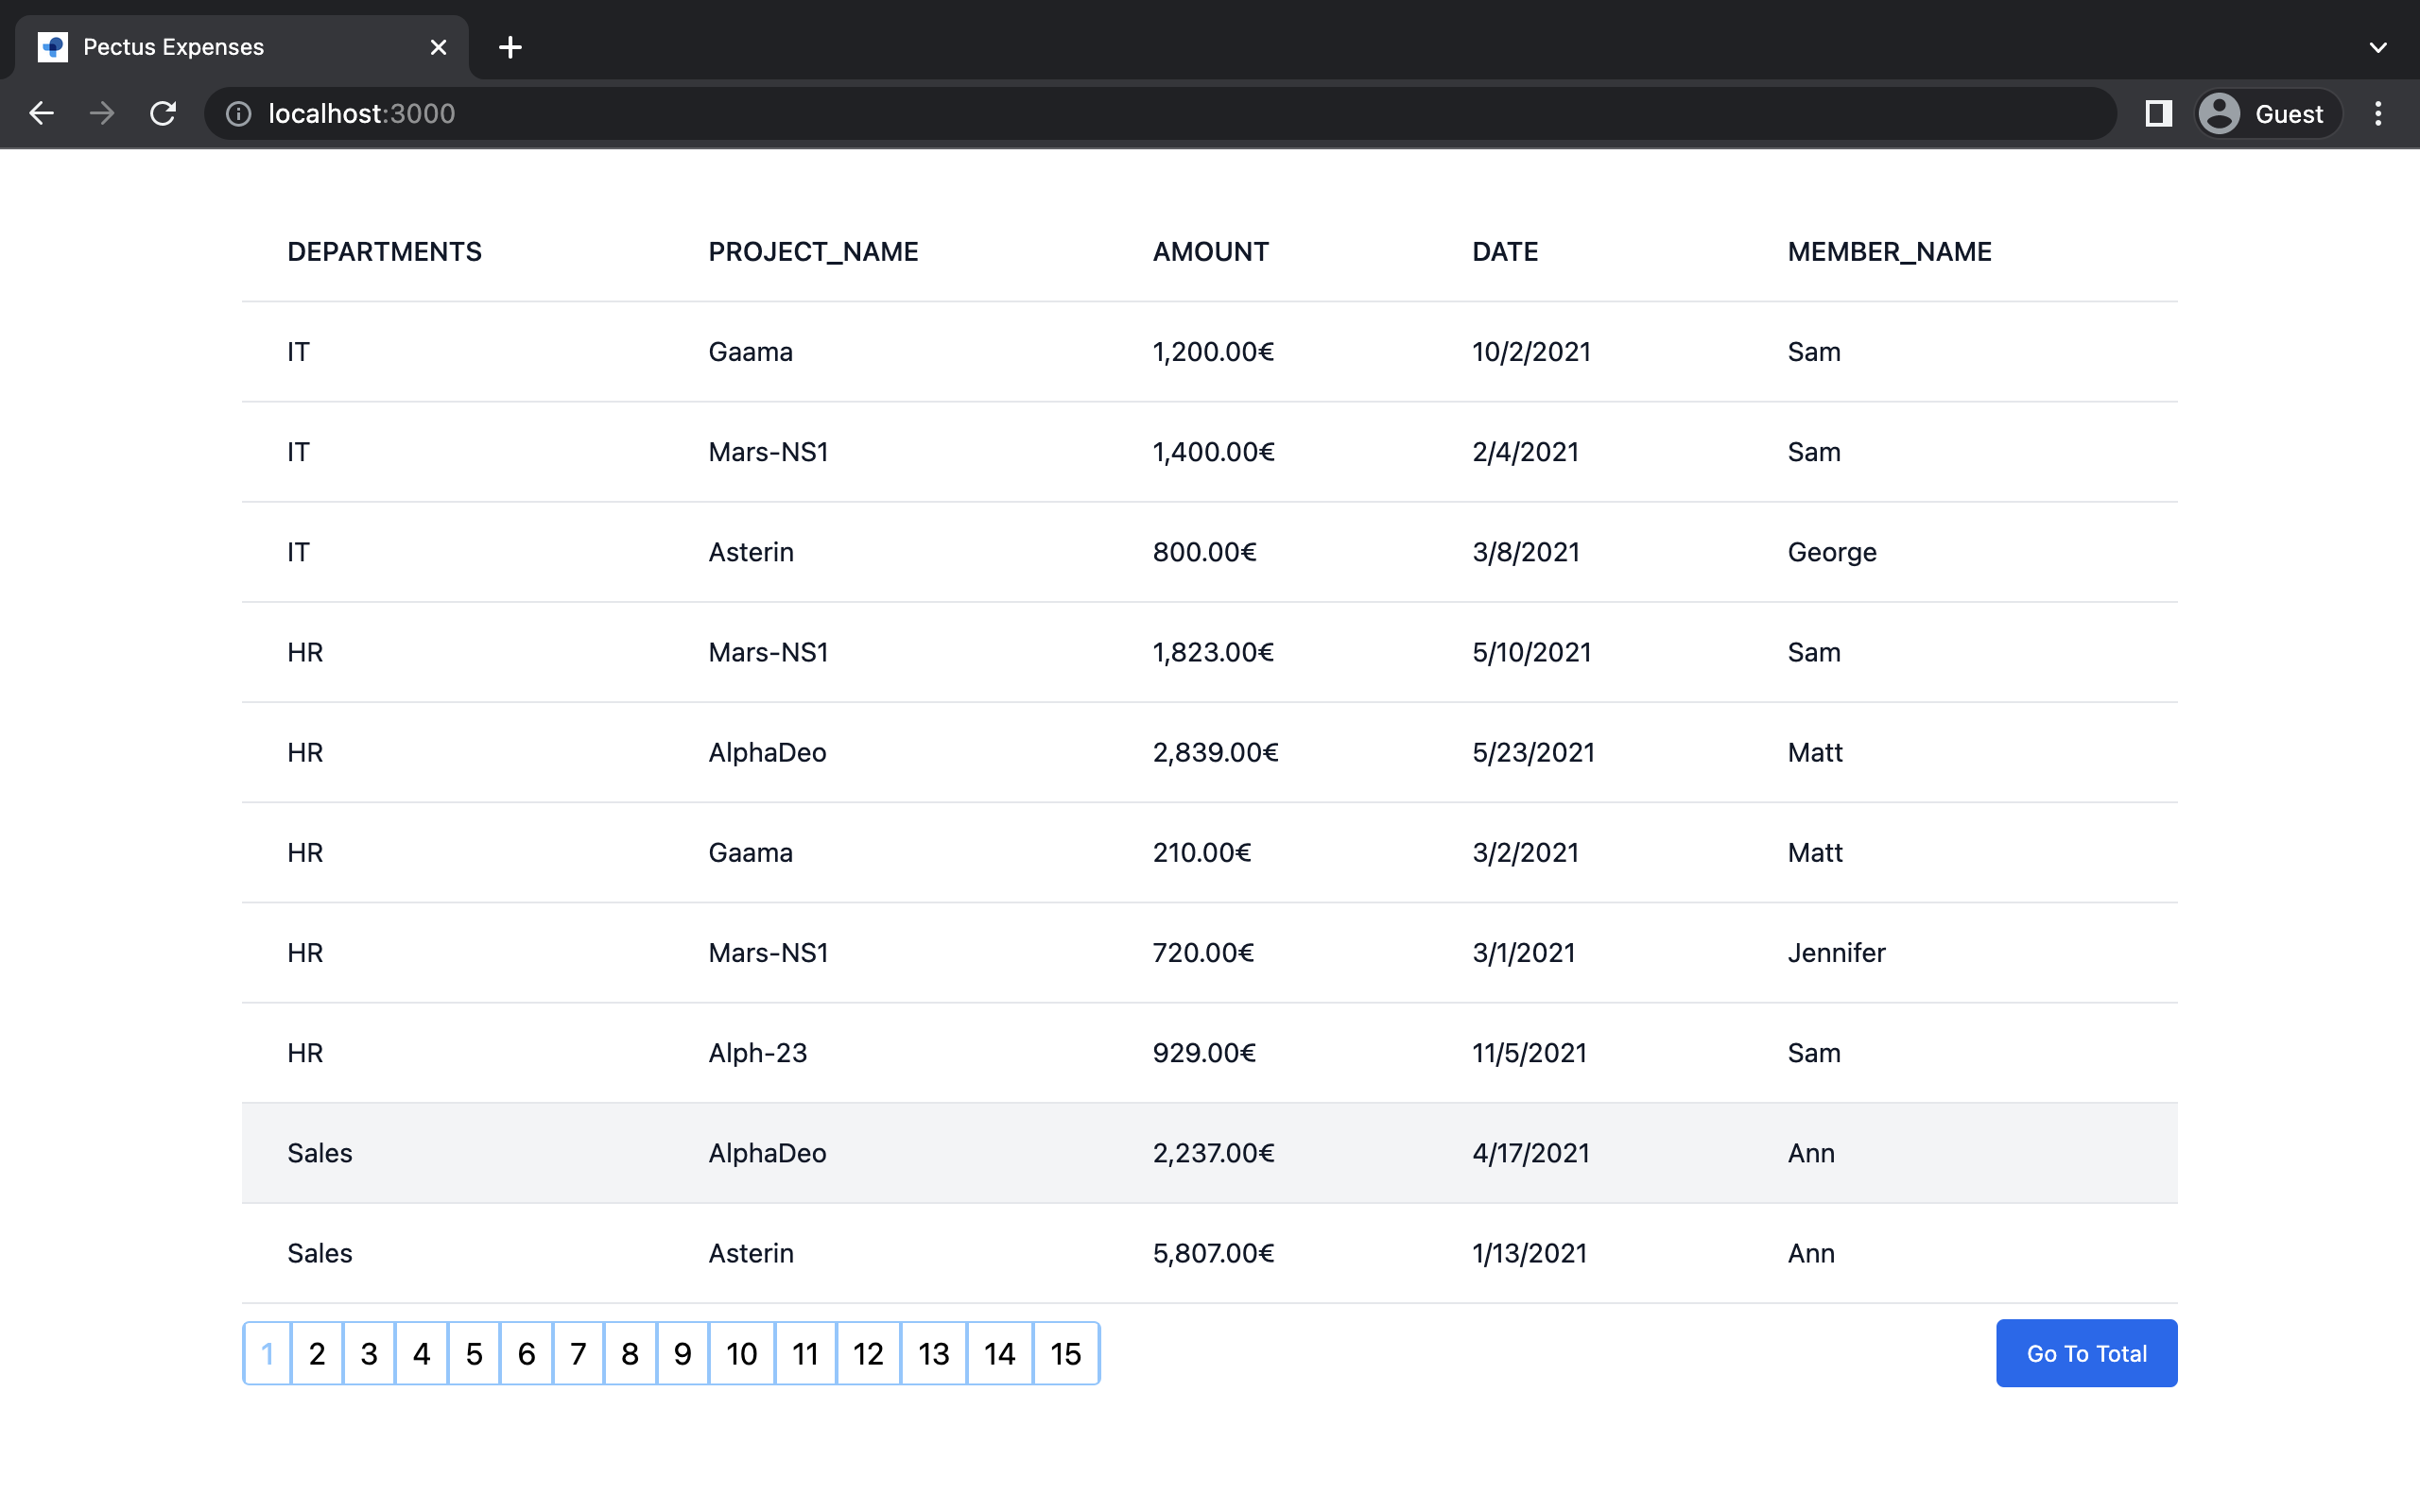 Pectus Expenses
localhost:3000
Guest
DEPARTMENTS PROJECT_NAME AMOUNT DATE MEMBER_NAME
IT Gaama 1,200.00€ 10/2/2021 Sam
IT Mars-NS1 1,400.00€ 2/4/2021 Sam
IT Asterin 800.00€ 3/8/2021 George
HR Mars-NS1 1,823.00€ 5/10/2021 Sam
HR AlphaDeo 2,839.00€ 5/23/2021 Matt
HR Gaama 210.00€ 3/2/2021 Matt
HR Mars-NS1 720.00€ 3/1/2021 Jennifer
HR Alph-23 929.00€ 11/5/2021 Sam
Sales AlphaDeo 2,237.00€ 4/17/2021 Ann
Sales Asterin 5,807.00€ 1/13/2021 Ann
1 2 3 4 5 6 7 8 9 10 11 12 13 14 15 Go To Total